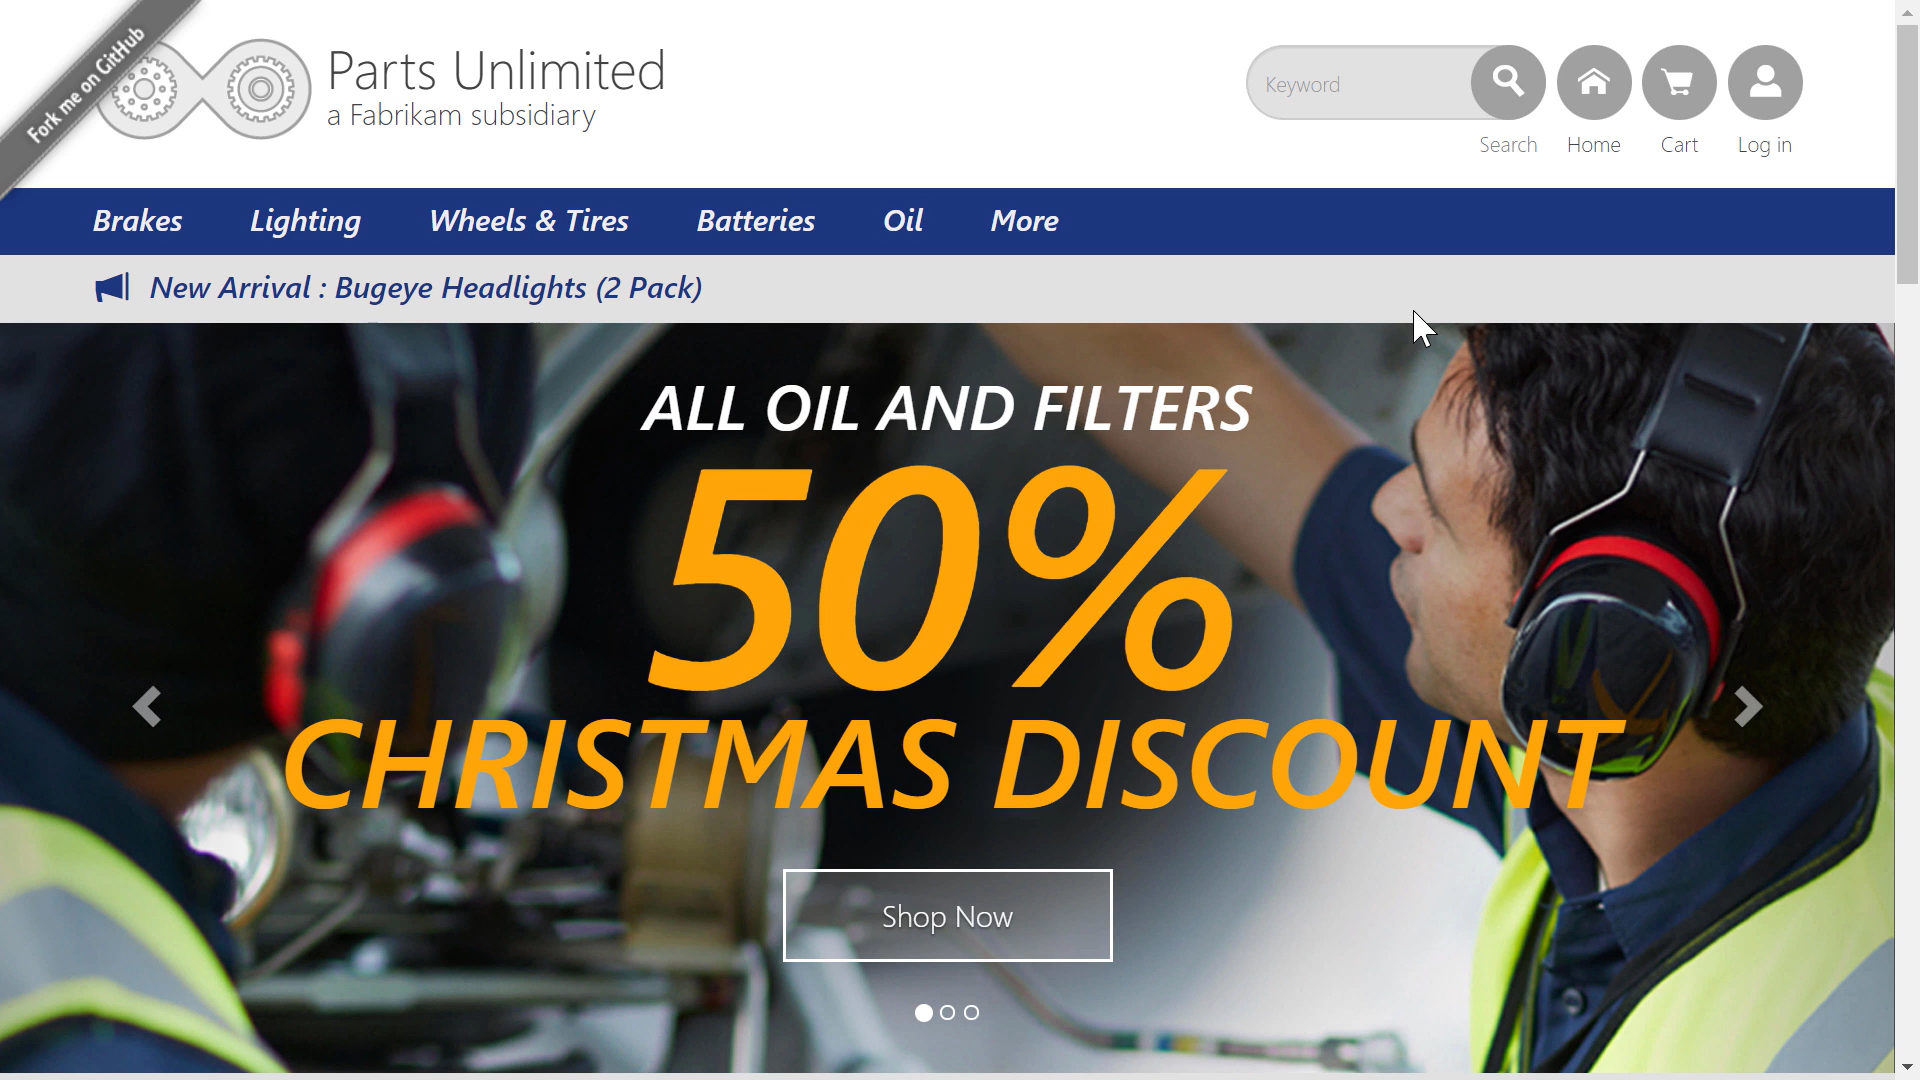 Fork me on GitHub
Parts Unlimited
a Fabrikam subsidiary
Keyword
Search
Home
Cart
Log in
Brakes
Lighting
Wheels & Tires
Batteries
Oil
More
New Arrival : Bugeye Headlights (2 Pack)
ALL OIL AND FILTERS
50%
CHRISTMAS DISCOUNT
Shop Now